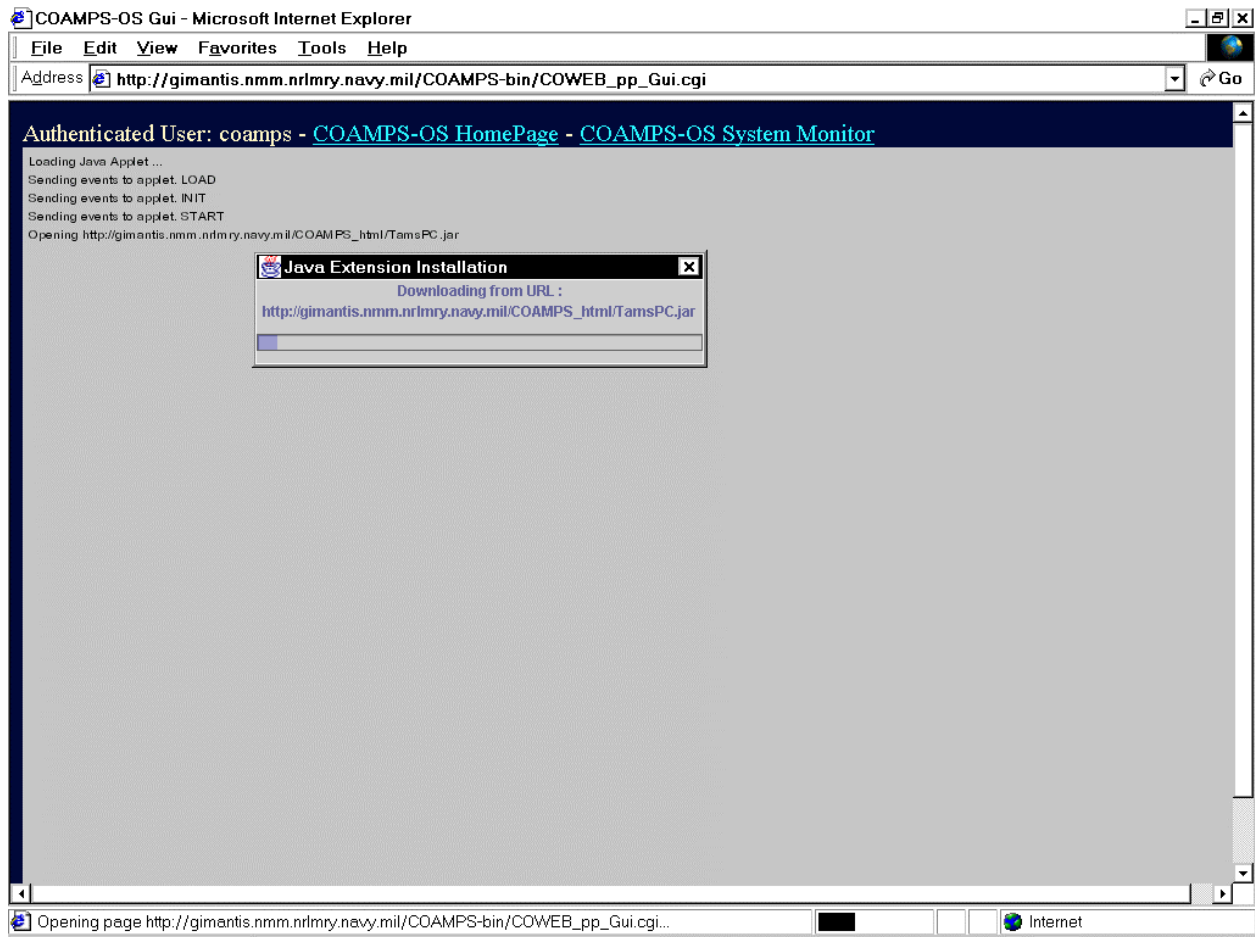 COAMPS-OS Gui - Microsoft Internet Explorer
File Edit View Favorites Tools Help
Address http://gimantis.nmm.nrlmry.navy.mil/COAMPS-bin/COWEB_pp_Gui.cgi Go
Authenticated User: coamps - COAMPS-OS HomePage - COAMPS-OS System Monitor
Loading Java Applet ...
Sending events to applet. LOAD
Sending events to applet. INIT
Sending events to applet. START
Opening http://gimantis.nmm.nrlmry.navy.mil/COAMPS_html/TamsPC.jar
Java Extension Installation
Downloading from URL :
http://gimantis.nmm.nrlmry.navy.mil/COAMPS_html/TamsPC.jar
Opening page http://gimantis.nmm.nrlmry.navy.mil/COAMPS-bin/COWEB_pp_Gui.cgi... Internet